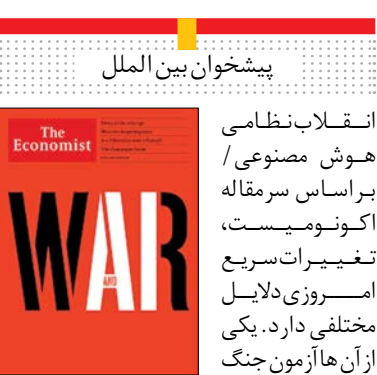 پیشخوان بین الملل
انقلاب نظامی
هوش مصنوعی/
براساس سرمقاله
اکونومیست،
تغییرات سریع
امروزی دلایل
مختلفی دارد. یکی
از آن ها آزمون جنگ
The
Economist
WAR
AND